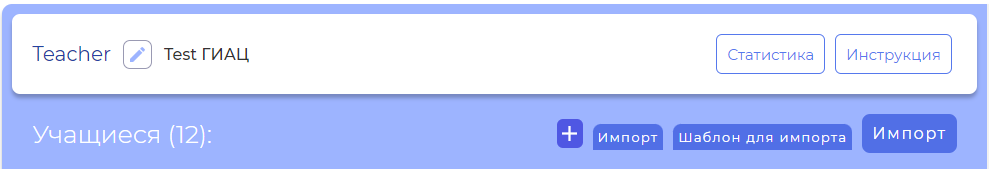 Teacher Test ГИАЦ Статистика Инструкция
Учащиеся (12): + Импорт Шаблон для импорта Импорт